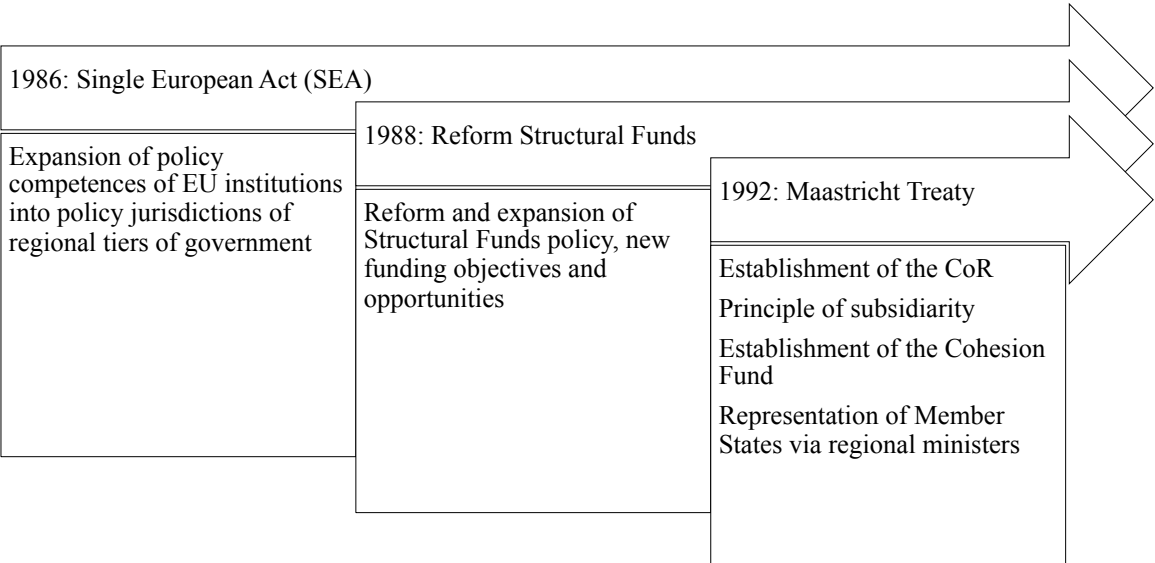 1986: Single European Act (SEA)
Expansion of policy
competences of EU institutions
into policy jurisdictions of
regional tiers of government
1988: Reform Structural Funds
Reform and expansion of
Structural Funds policy, new
funding objectives and
opportunities
1992: Maastricht Treaty
Establishment of the CoR
Principle of subsidiarity
Establishment of the Cohesion
Fund
Representation of Member
States via regional ministers